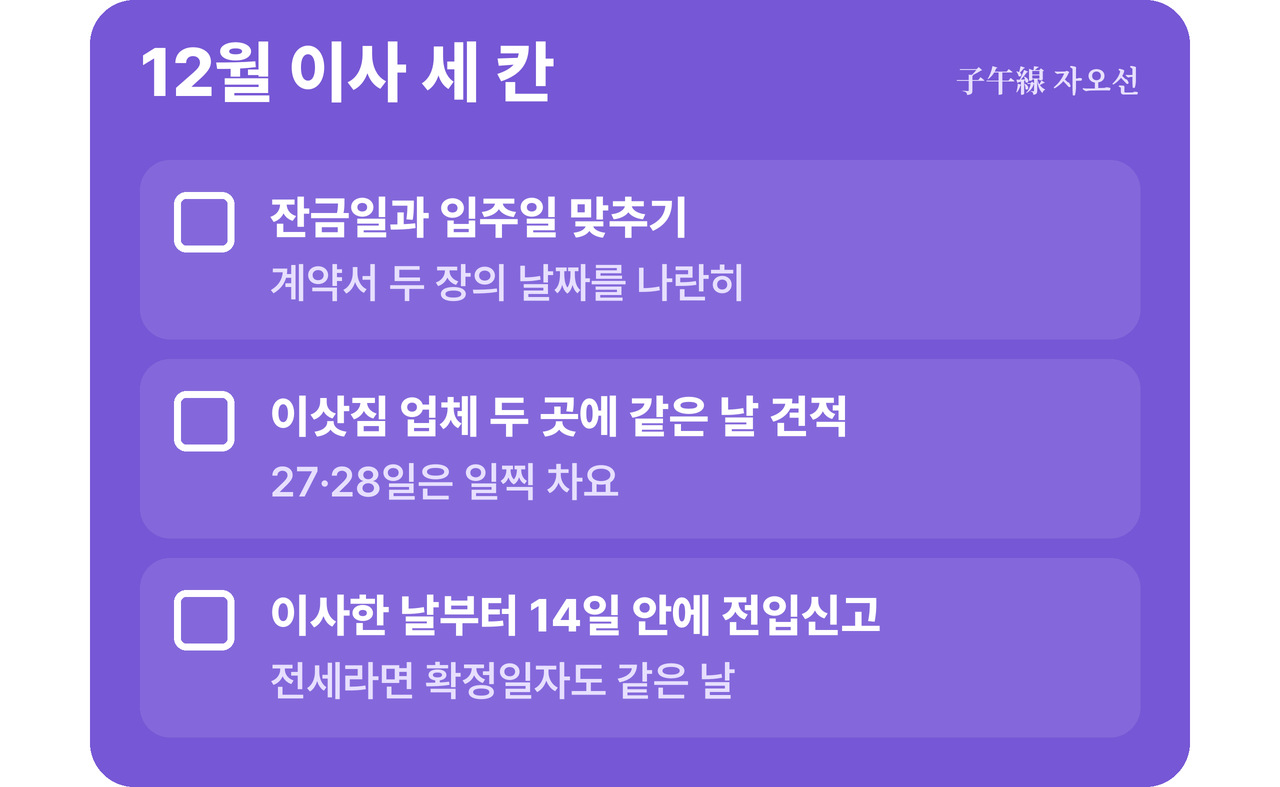 12월 이사 세 칸
子午線 자오선
잔금일과 입주일 맞추기
계약서 두 장의 날짜를 나란히
이삿짐 업체 두 곳에 같은 날 견적
27·28일은 일찍 차요
이사한 날부터 14일 안에 전입신고
전세라면 확정일자도 같은 날